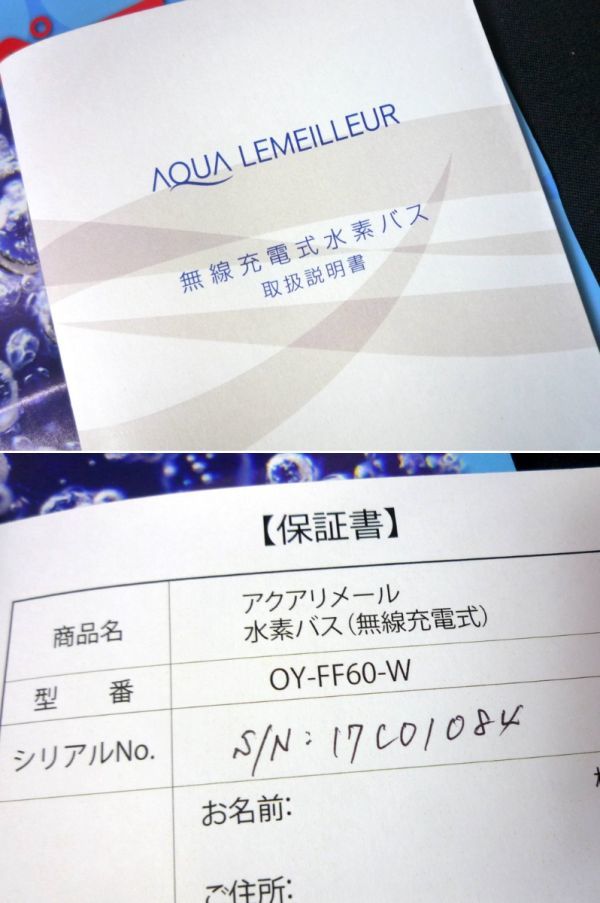 AQUA LEMEILLEUR
無線充電式水素バス
取扱説明書
【保証書】
商品名
アクアリメール
水素バス(無線充電式)
型 番
OY-FF60-W
シリアルNo.
S/N: 17C01084
お名前:
ご住所: